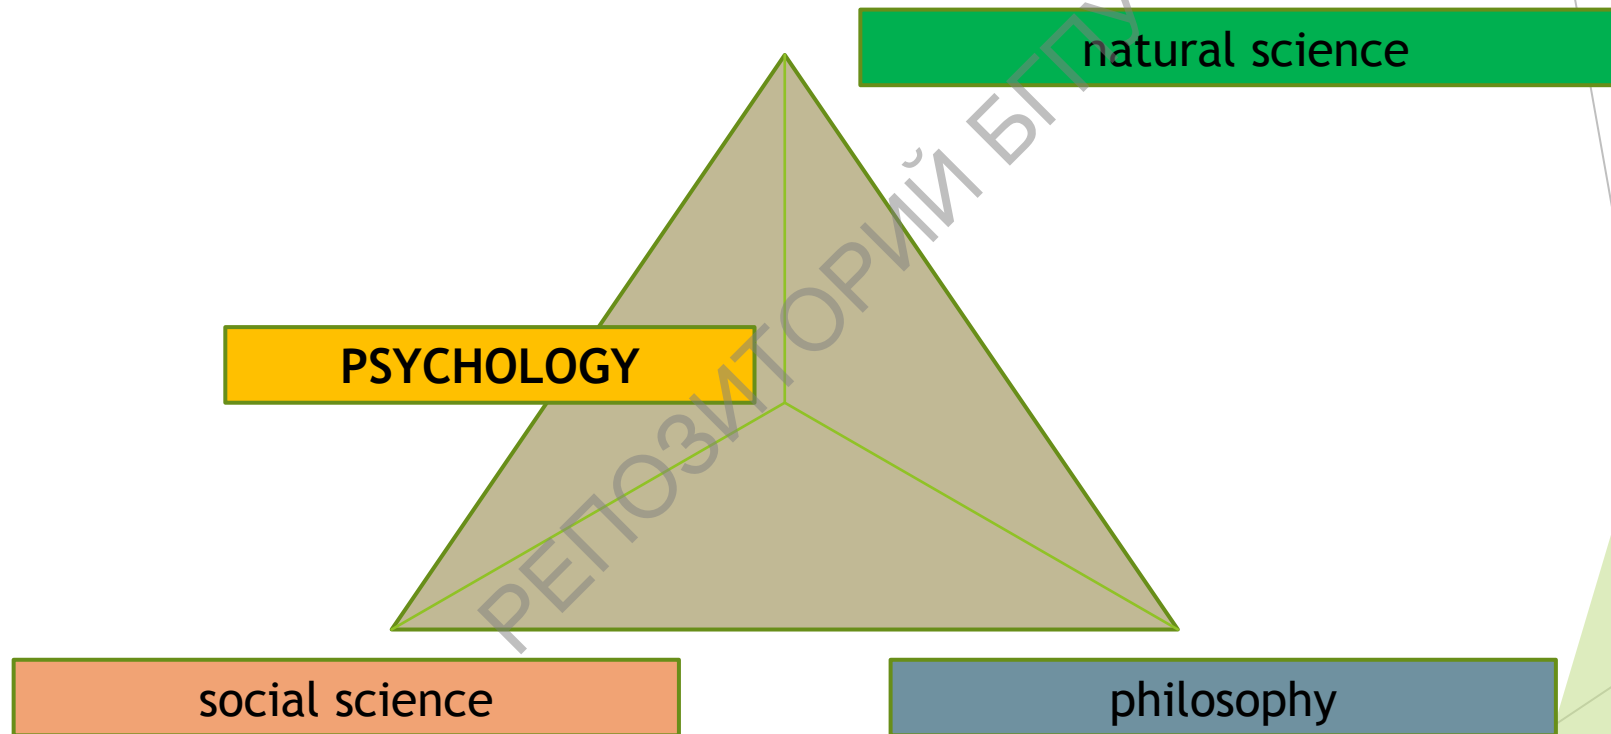 natural science
PSYCHOLOGY
social science
philosophy
РЕПОЗИТОРИЙ БГПУ